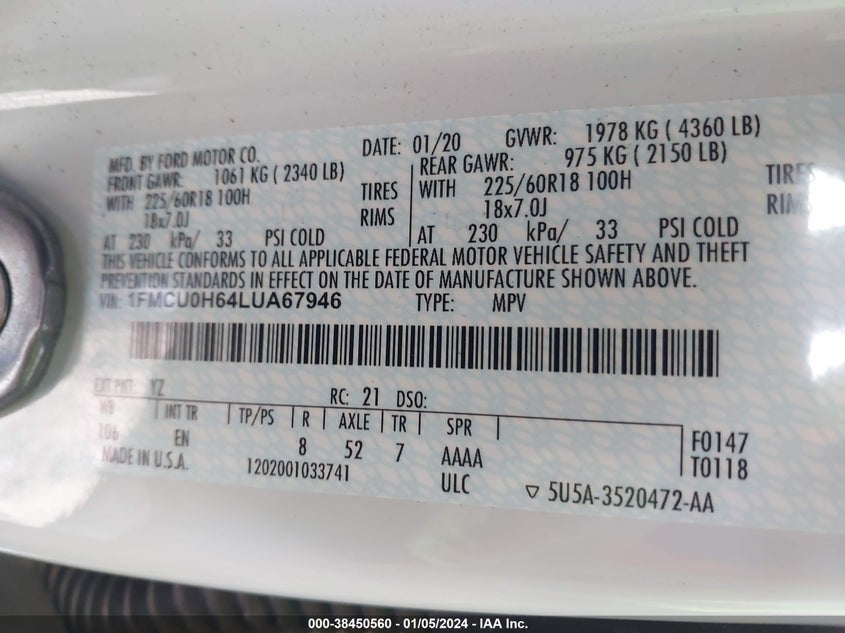 MFD. BY FORD MOTOR CO. DATE: 01/20 GVWR: 1978 KG ( 4360 LB)
FRONT GAWR: 1061 KG ( 2340 LB) REAR GAWR: 975 KG ( 2150 LB)
WITH 225/60R18 100H TIRES WITH 225/60R18 100H TIRES
18x7.0J RIMS 18x7.0J RIMS
AT 230 kPa/ 33 PSI COLD AT 230 kPa/ 33 PSI COLD
THIS VEHICLE CONFORMS TO ALL APPLICABLE FEDERAL MOTOR VEHICLE SAFETY AND THEFT
PREVENTION STANDARDS IN EFFECT ON THE DATE OF MANUFACTURE SHOWN ABOVE.
VIN: 1FMCU0H64LUA67946 TYPE: MPV
EXT PNT: YZ RC: 21 DSO:
WB INT TR TP/PS R AXLE TR SPR
106 EN 8 52 7 AAAA F0147
MADE IN U.S.A. 1202001033741 ULC T0118
5U5A-3520472-AA
000-38450560 - 01/05/2024 - IAA Inc.